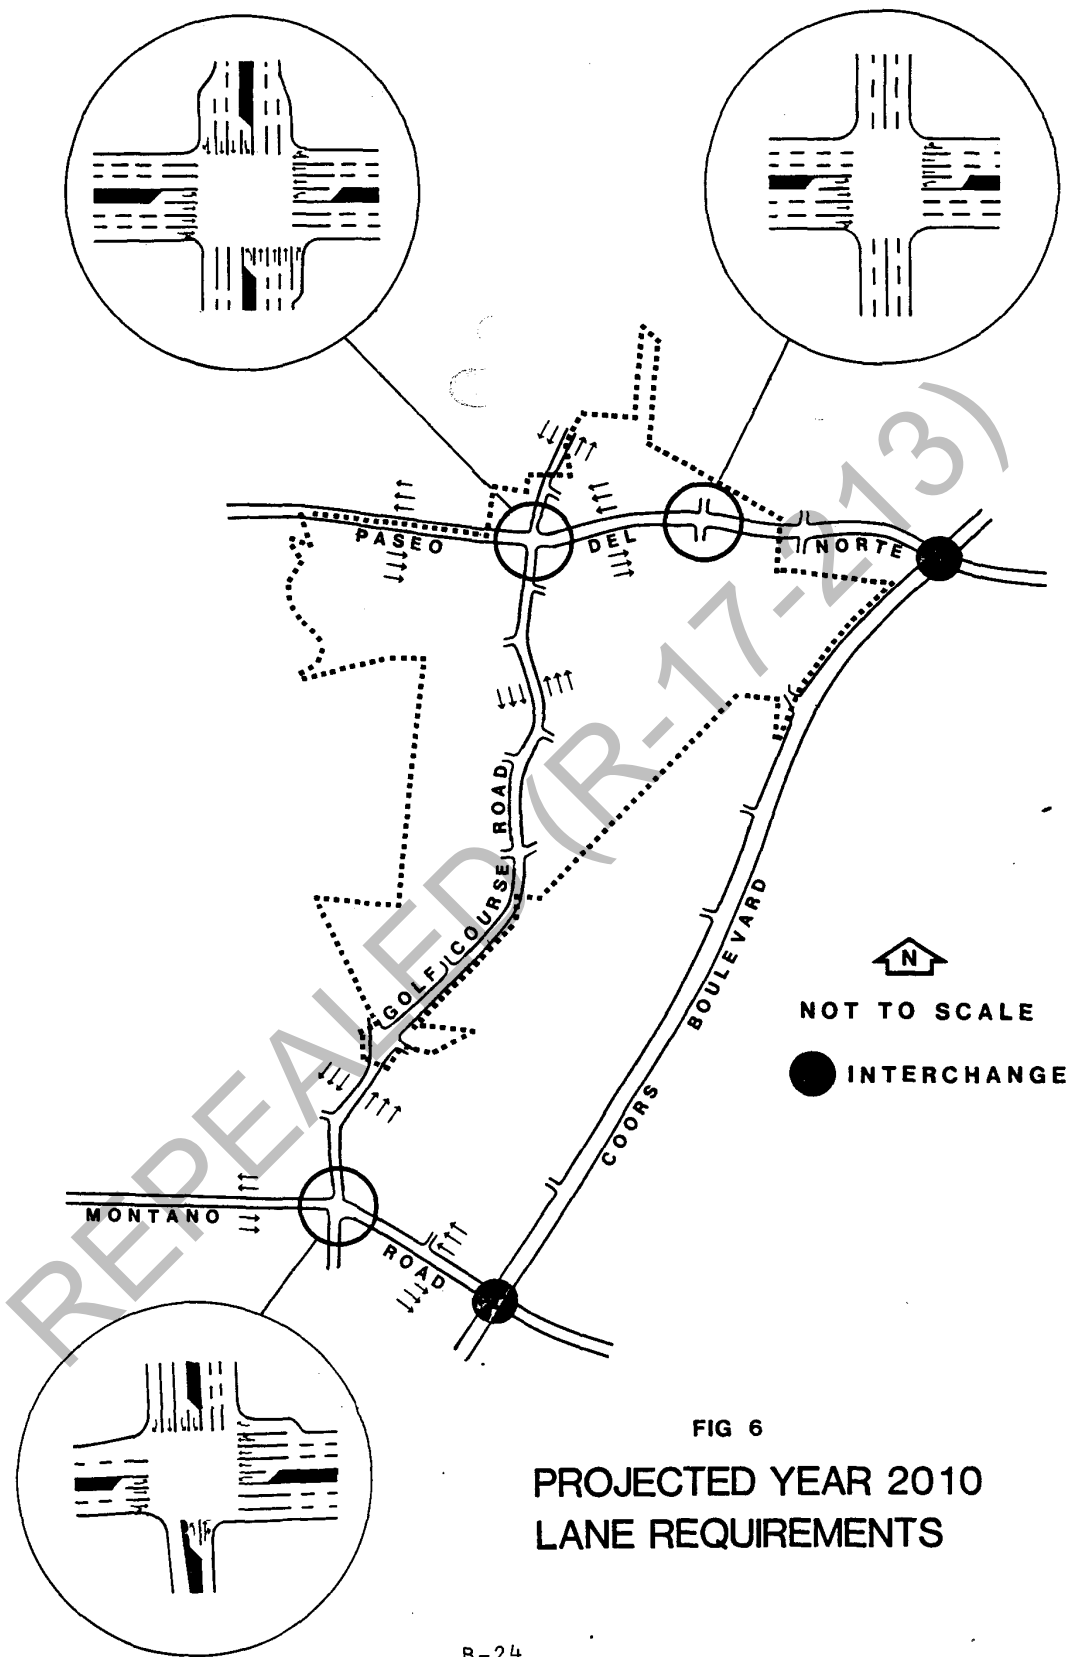 PASEO DEL NORTE
GOLF COURSE ROAD
COORS BOULEVARD
MONTANO ROAD
N
NOT TO SCALE
INTERCHANGE
FIG 6
PROJECTED YEAR 2010
LANE REQUIREMENTS
B-24
REPEALED (R-17-213)